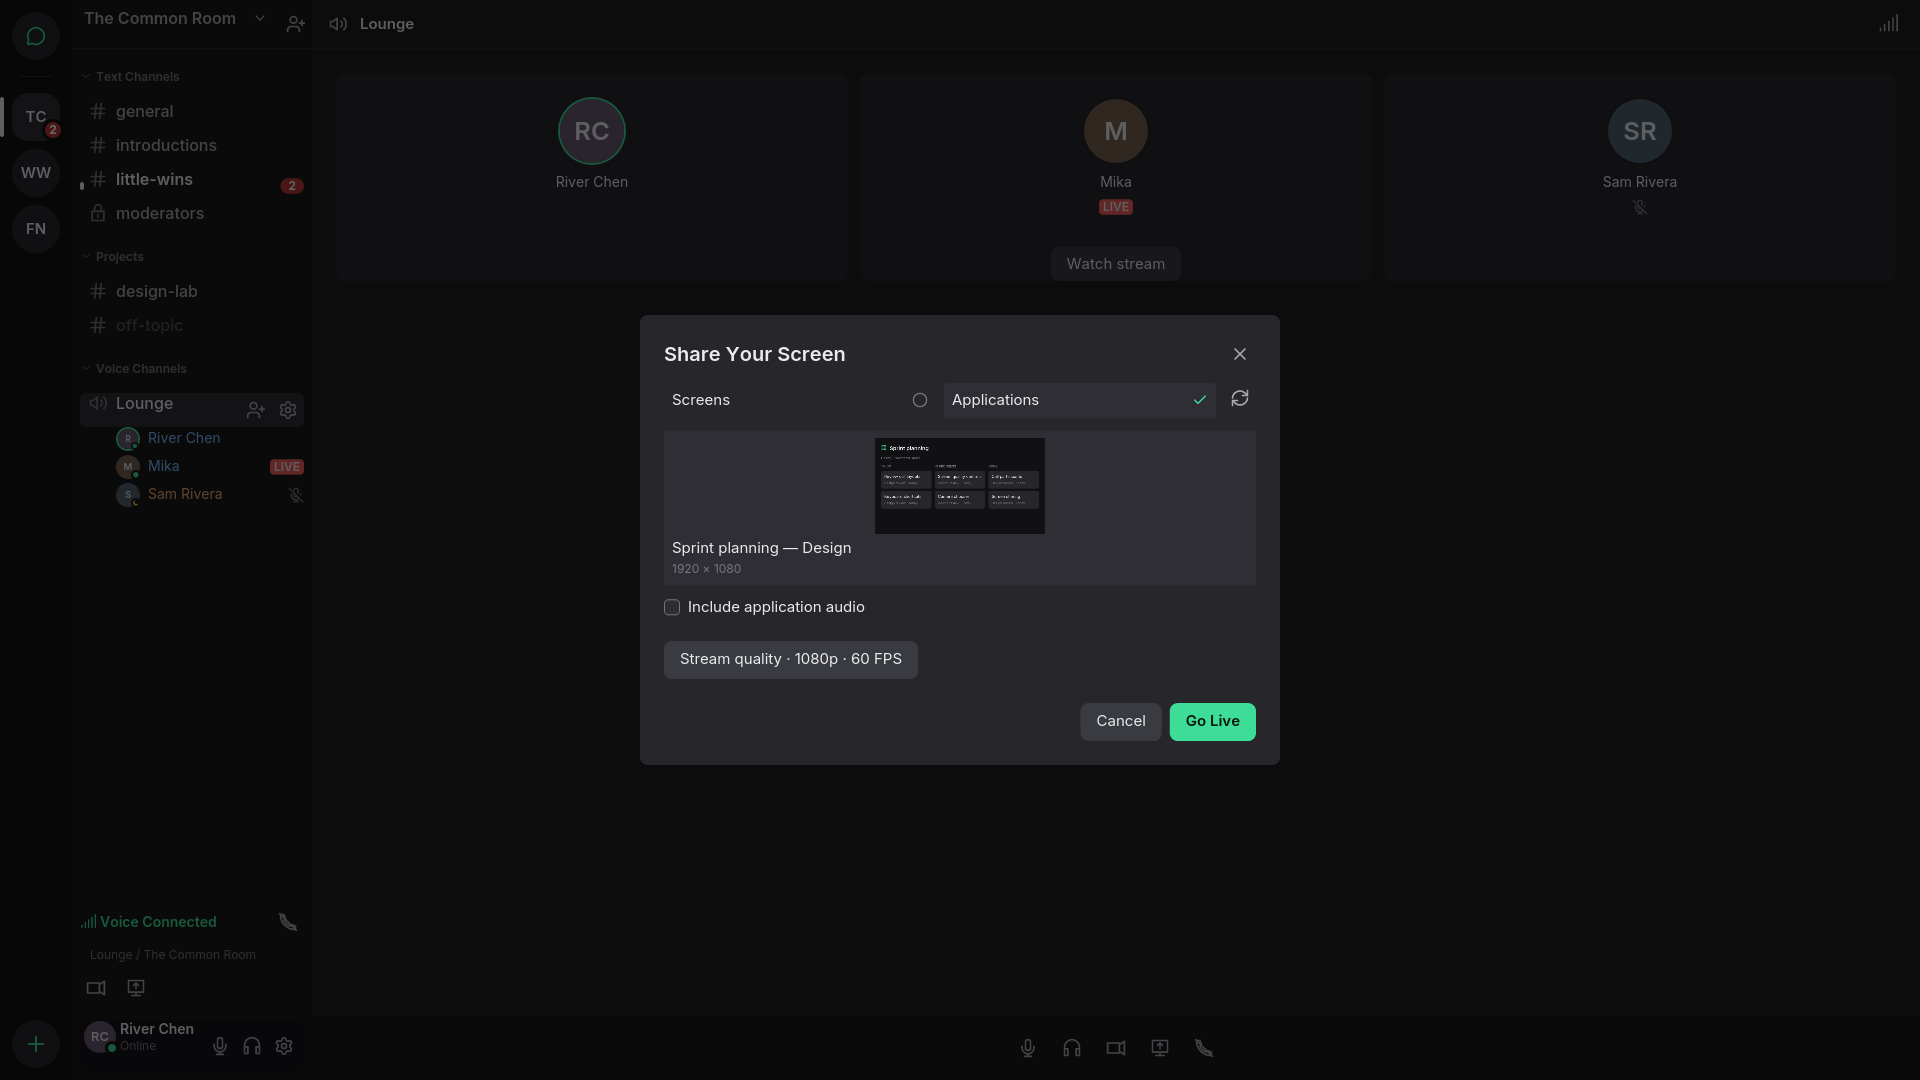 The Common Room
Lounge
Text Channels
general
introductions
little-wins
2
moderators
Projects
design-lab
off-topic
Voice Channels
Lounge
River Chen
Mika
LIVE
Sam Rivera
TC
2
WW
FN
RC
River Chen
M
Mika
LIVE
Watch stream
SR
Sam Rivera
Share Your Screen
Screens
Applications
Sprint planning
Sprint planning — Design
1920 × 1080
Include application audio
Stream quality · 1080p · 60 FPS
Cancel
Go Live
Voice Connected
Lounge / The Common Room
RC
River Chen
Online